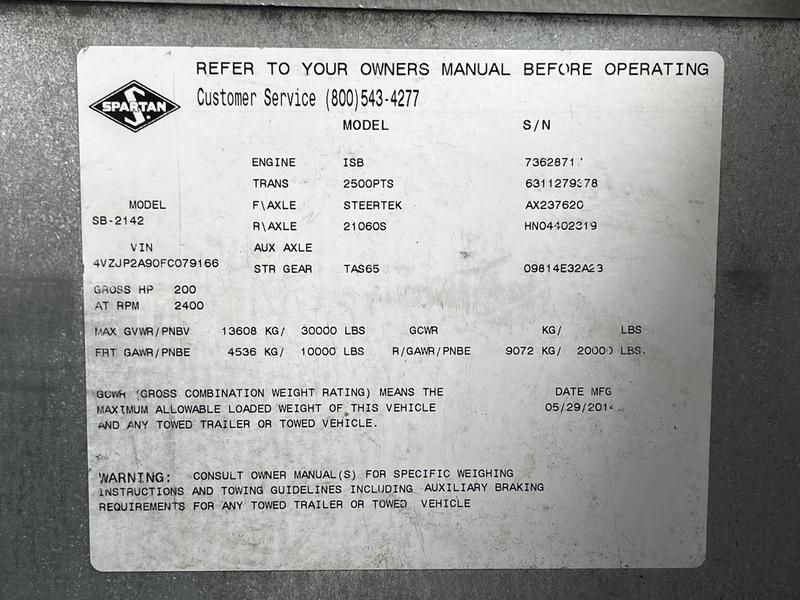 REFER TO YOUR OWNERS MANUAL BEFORE OPERATING
SPARTAN
Customer Service (800)543-4277
MODEL S/N
ENGINE ISB
TRANS 2500PTS
MODEL F\AXLE STEERTEK AX237620
SB-2142 R\AXLE 21060S HN04402319
VIN AUX AXLE
4VZJP2A90FC079166 STR GEAR TAS65 09814E32A23
GROSS HP 200
AT RPM 2400
MAX GVWR/PNBV 13608 KG/ 30000 LBS GCWR KG/ LBS
FRT GAWR/PNBE 4536 KG/ 10000 LBS R/GAWR/PNBE 9072 KG/ 20000 LBS.
GCWR (GROSS COMBINATION WEIGHT RATING) MEANS THE DATE MFG
MAXIMUM ALLOWABLE LOADED WEIGHT OF THIS VEHICLE 05/29/2014
AND ANY TOWED TRAILER OR TOWED VEHICLE.
WARNING: CONSULT OWNER MANUAL(S) FOR SPECIFIC WEIGHING
INSTRUCTIONS AND TOWING GUIDELINES INCLUDING AUXILIARY BRAKING
REQUIREMENTS FOR ANY TOWED TRAILER OR TOWED VEHICLE